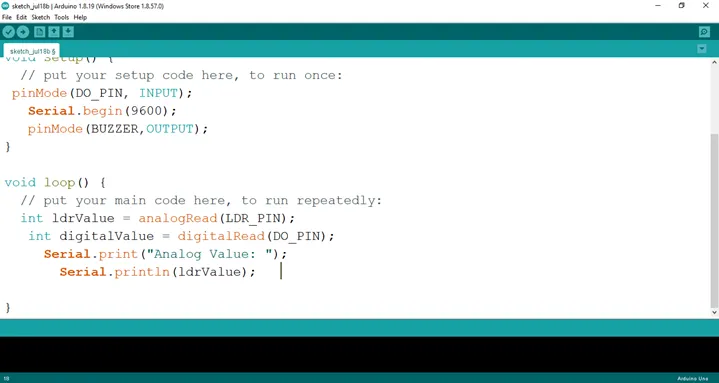 sketch_jul18b | Arduino 1.8.19 (Windows Store 1.8.57.0)
File Edit Sketch Tools Help
sketch_jul18b §
void setup() {
// put your setup code here, to run once:
pinMode(DO_PIN, INPUT);
Serial.begin(9600);
pinMode(BUZZER,OUTPUT);
}
void loop() {
// put your main code here, to run repeatedly:
int ldrValue = analogRead(LDR_PIN);
int digitalValue = digitalRead(DO_PIN);
Serial.print("Analog Value: ");
Serial.println(ldrValue);
}
18
Arduino Uno